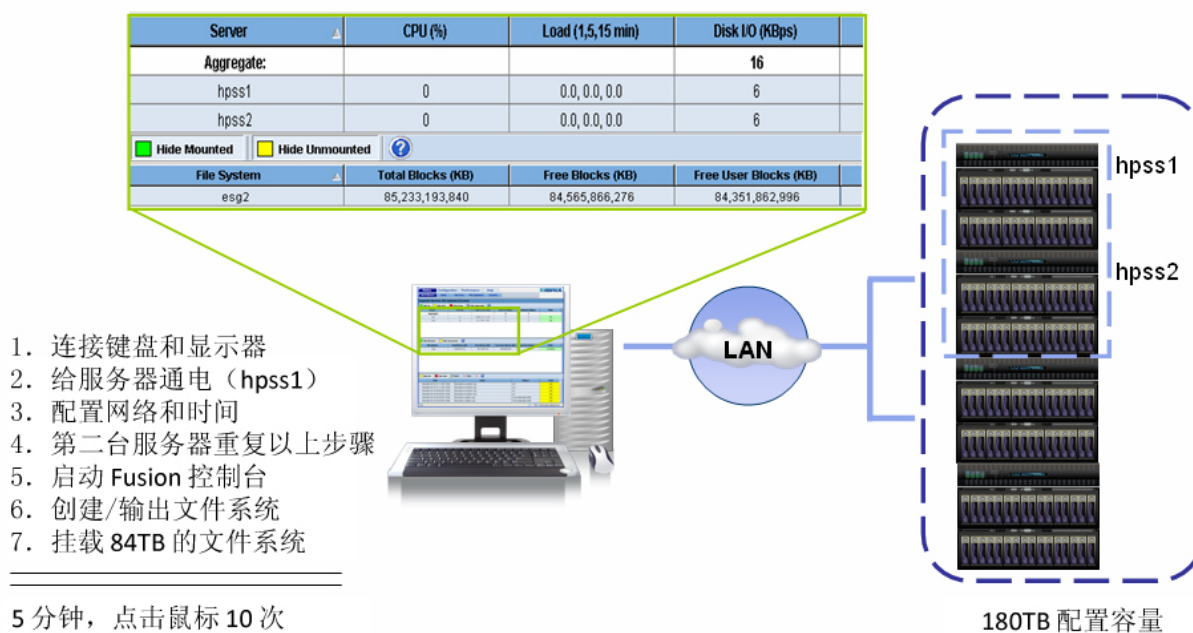 Server CPU (%) Load (1,5,15 min) Disk I/O (KBps)
Aggregate: 16
hpss1 0 0.0, 0.0, 0.0 6
hpss2 0 0.0, 0.0, 0.0 6
Hide Mounted Hide Unmounted ?
File System Total Blocks (KB) Free Blocks (KB) Free User Blocks (KB)
esg2 85,233,193,840 84,565,866,276 84,351,862,996
hpss1
hpss2
LAN
1. 连接键盘和显示器
2. 给服务器通电（hpss1）
3. 配置网络和时间
4. 第二台服务器重复以上步骤
5. 启动 Fusion 控制台
6. 创建/输出文件系统
7. 挂载 84TB 的文件系统
5 分钟，点击鼠标 10 次
180TB 配置容量